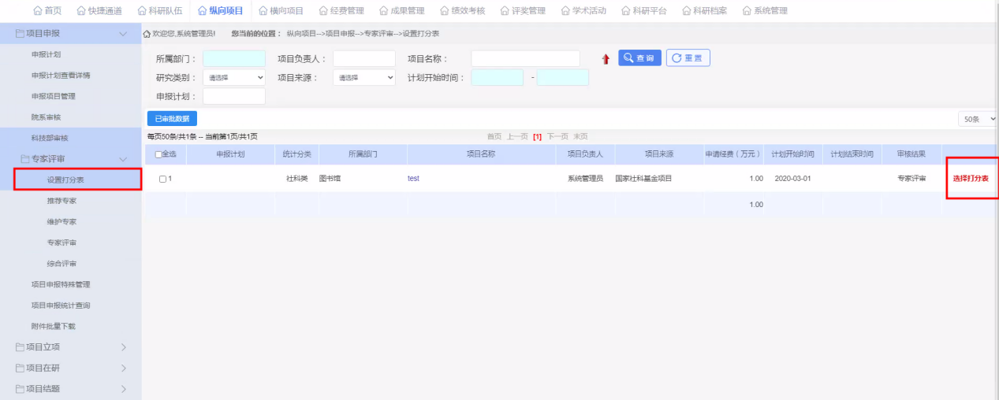 首页 快捷通道 科研队伍 纵向项目 横向项目 经费管理 成果管理 绩效考核 评奖管理 学术活动 科研平台 科研档案 系统管理
项目申报
申报计划
申报计划查看详情
申报项目管理
院系审核
科技部审核
专家评审
设置打分表
推荐专家
维护专家
专家评审
综合评审
项目申报特殊管理
项目申报统计查询
附件批量下载
项目立项
项目在研
项目结题
欢迎您,系统管理员! 您当前的位置： 纵向项目-->项目申报-->专家评审-->设置打分表
所属部门： 项目负责人： 项目名称： 查询 重置
研究类别： 请选择 项目来源： 请选择 计划开始时间： -
申报计划：
已审批数据 50条
每页50条/共1条 -- 当前第1页/共1页 首页 上一页 [1] 下一页 末页
全选 申报计划 统计分类 所属部门 项目名称 项目负责人 项目来源 申请经费（万元） 计划开始时间 计划结束时间 审核结果
1 社科类 图书馆 test 系统管理员 国家社科基金项目 1.00 2020-03-01 专家评审 选择打分表
1.00